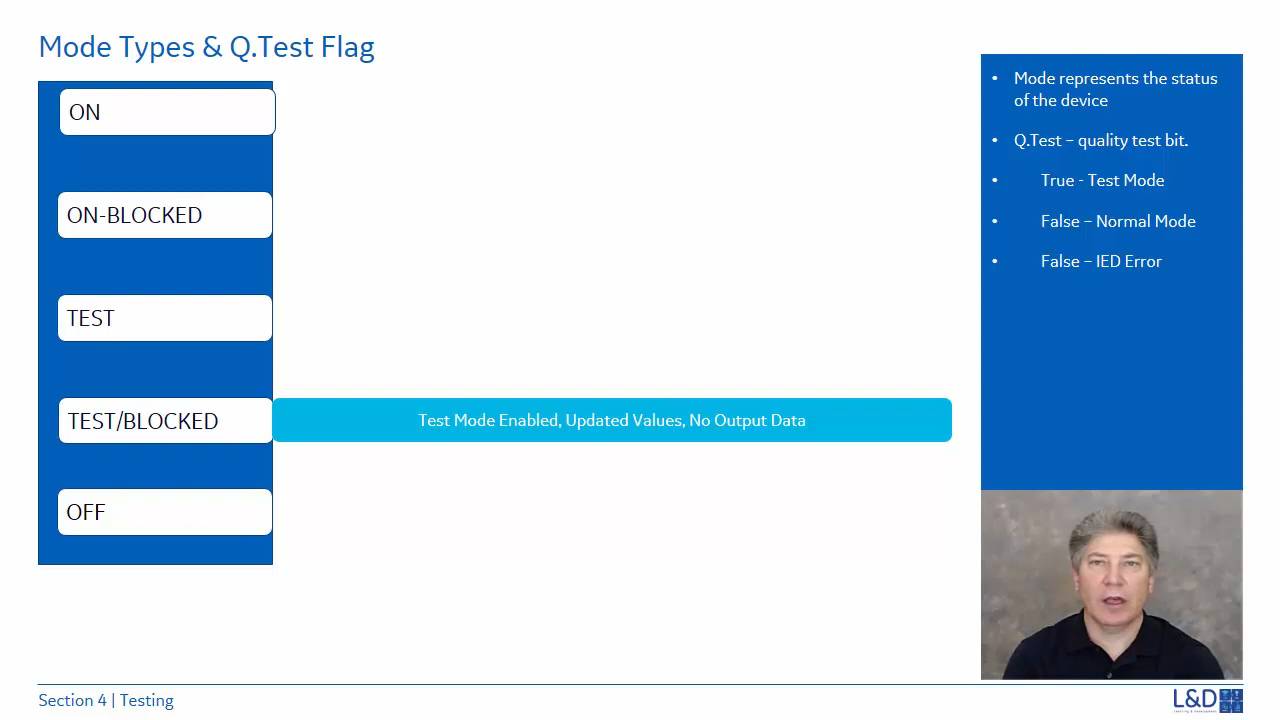 Mode Types & Q.Test Flag
ON
ON-BLOCKED
TEST
TEST/BLOCKED
Test Mode Enabled, Updated Values, No Output Data
OFF
• Mode represents the status
of the device
• Q.Test – quality test bit.
• True - Test Mode
• False – Normal Mode
• False – IED Error
Section 4 | Testing
L&D